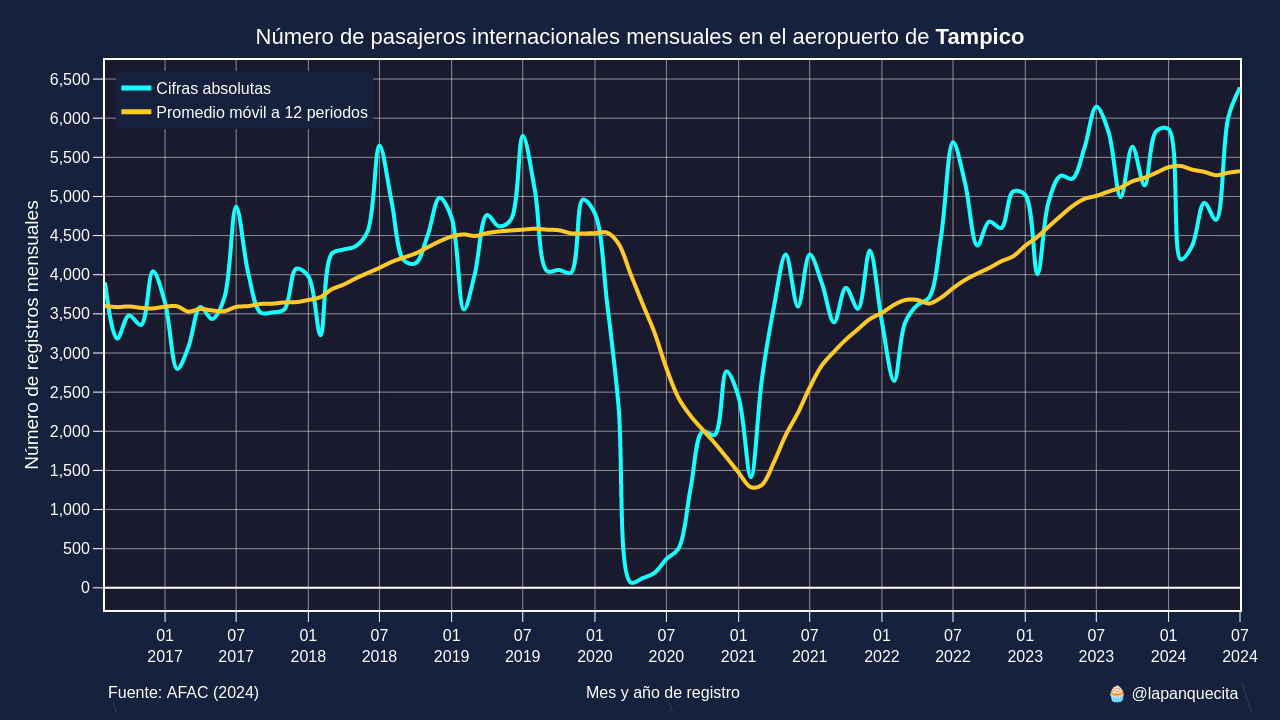 Número de pasajeros internacionales mensuales en el aeropuerto de Tampico
Cifras absolutas
Promedio móvil a 12 periodos
Número de registros mensuales
6,500
6,000
5,500
5,000
4,500
4,000
3,500
3,000
2,500
2,000
1,500
1,000
500
0
01 07 01 07 01 07 01 07 01 07 01 07 01 07 01 07
2017 2017 2018 2018 2019 2019 2020 2020 2021 2021 2022 2022 2023 2023 2024 2024
Fuente: AFAC (2024) Mes y año de registro 🧁 @lapanquecita